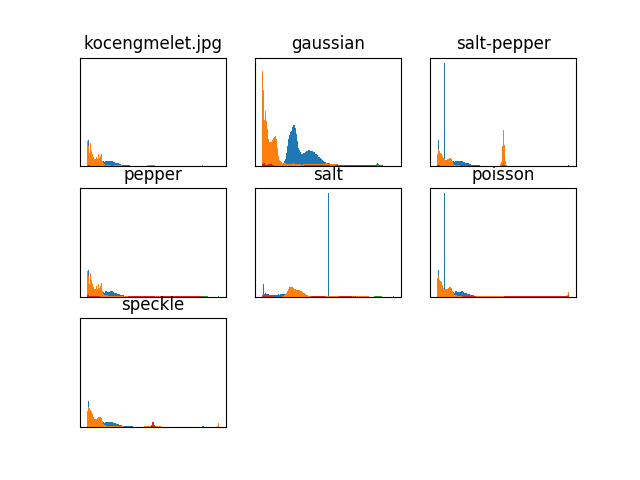 kocengmelet.jpg
gaussian
salt-pepper
pepper
salt
poisson
speckle